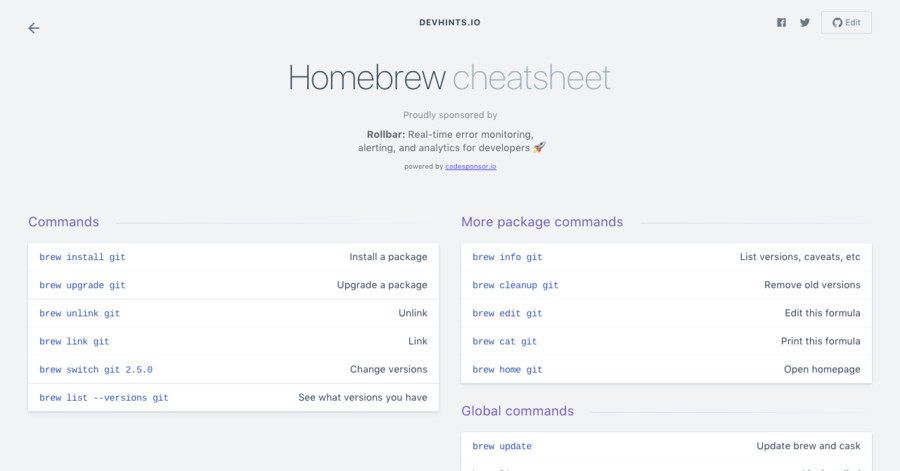 DEVHINTS.IO
Edit
Homebrew cheatsheet
Proudly sponsored by
Rollbar: Real-time error monitoring,
alerting, and analytics for developers 🚀
powered by codesponsor.io
Commands
brew install git Install a package
brew upgrade git Upgrade a package
brew unlink git Unlink
brew link git Link
brew switch git 2.5.0 Change versions
brew list --versions git See what versions you have
More package commands
brew info git List versions, caveats, etc
brew cleanup git Remove old versions
brew edit git Edit this formula
brew cat git Print this formula
brew home git Open homepage
Global commands
brew update Update brew and cask